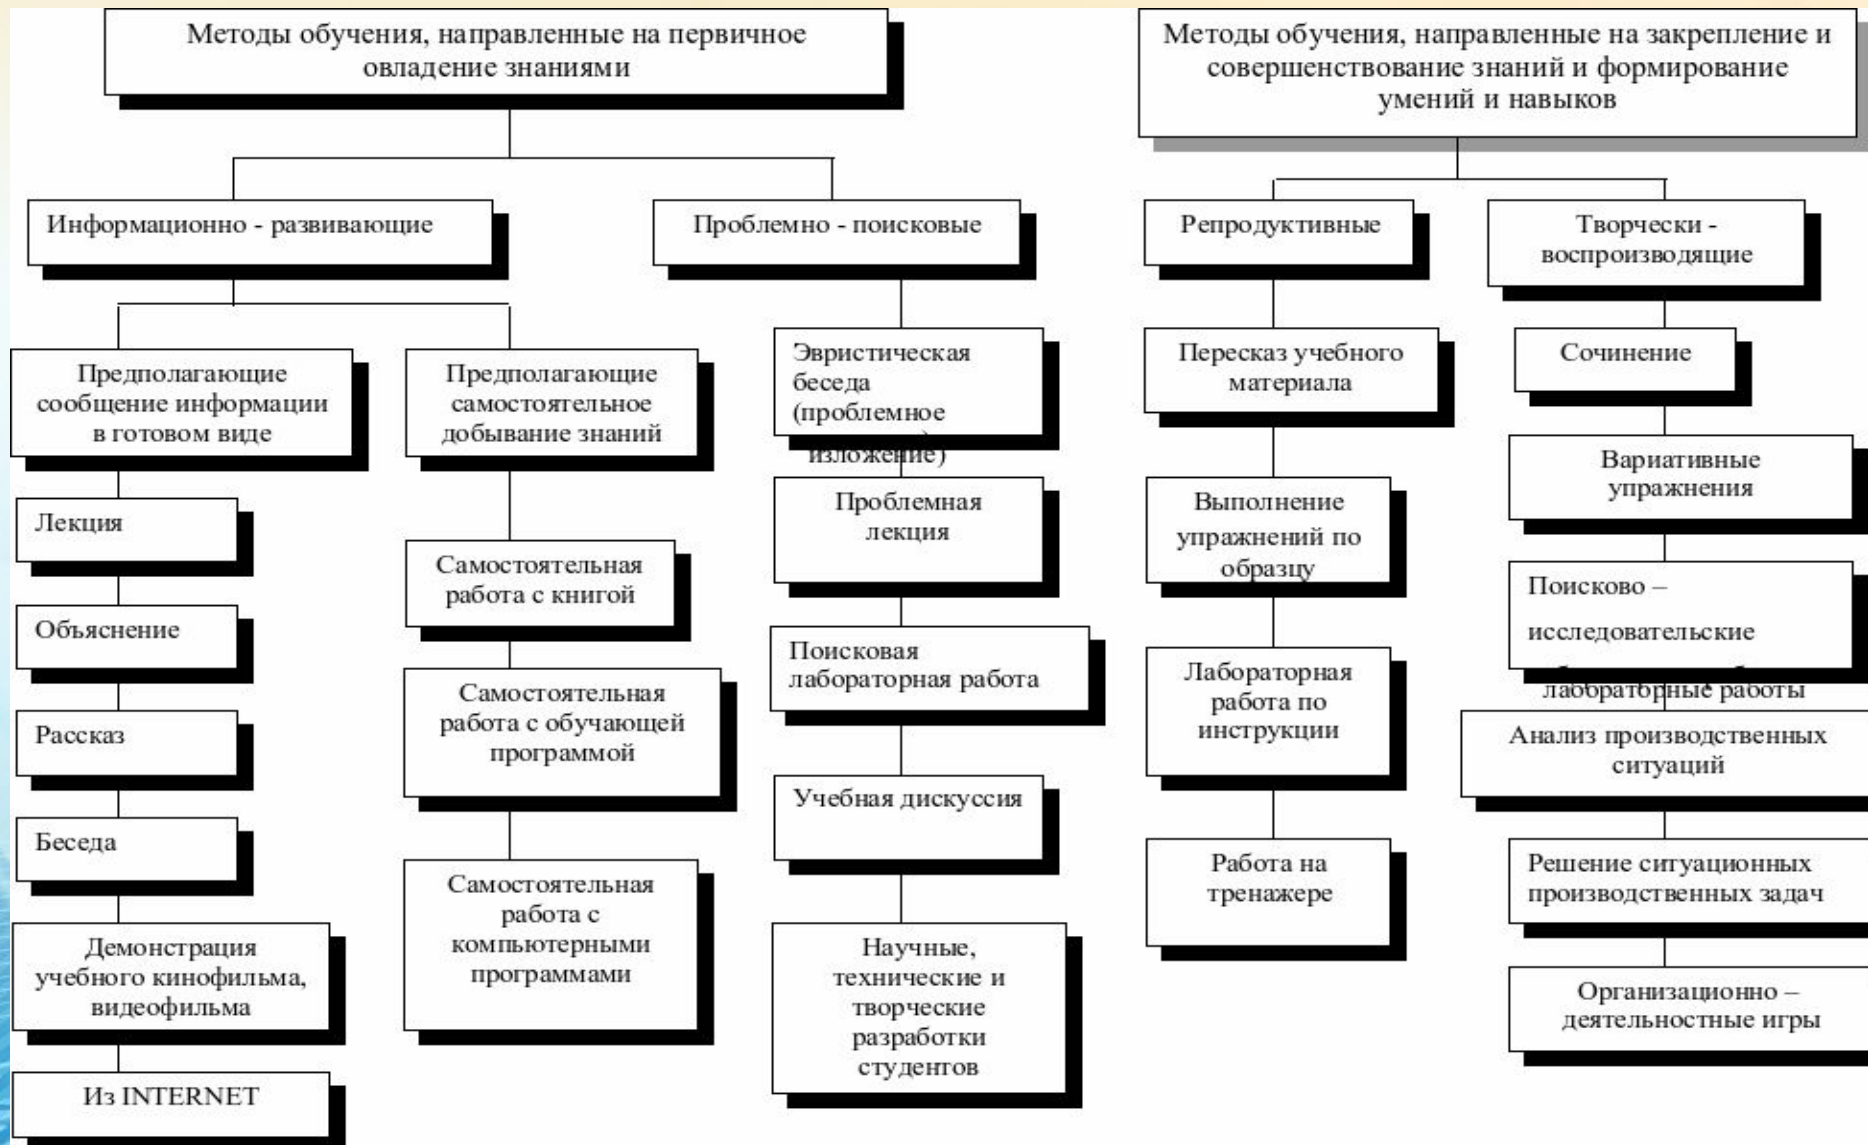 Методы обучения, направленные на первичное
овладение знаниями
Информационно - развивающие
Проблемно - поисковые
Предполагающие
сообщение информации
в готовом виде
Лекция
Объяснение
Рассказ
Беседа
Демонстрация
учебного кинофильма,
видеофильма
Из INTERNET
Предполагающие
самостоятельное
добывание знаний
Самостоятельная
работа с книгой
Самостоятельная
работа с обучающей
программой
Самостоятельная
работа с
компьютерными
программами
Эвристическая
беседа
(проблемное
изложение)
Проблемная
лекция
Поисковая
лабораторная работа
Учебная дискуссия
Научные,
технические и
творческие
разработки
студентов
Методы обучения, направленные на закрепление и
совершенствование знаний и формирование
умений и навыков
Репродуктивные
Творчески -
воспроизводящие
Пересказ учебного
материала
Выполнение
упражнений по
образцу
Лабораторная
работа по
инструкции
Работа на
тренажере
Сочинение
Вариативные
упражнения
Поисково –
исследовательские
лабораторные работы
Анализ производственных
ситуаций
Решение ситуационных
производственных задач
Организационно –
деятельностные игры